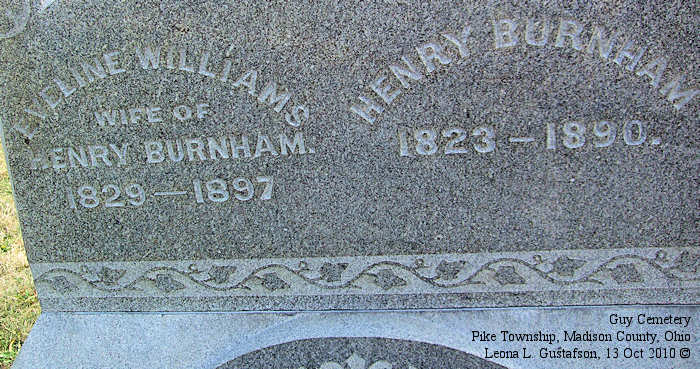 EVELINE WILLIAMS
WIFE OF
HENRY BURNHAM.
1829—1897
HENRY BURNHAM
1823–1890.
Guy Cemetery
Pike Township, Madison County, Ohio
Leona L. Gustafson, 13 Oct 2010 ©